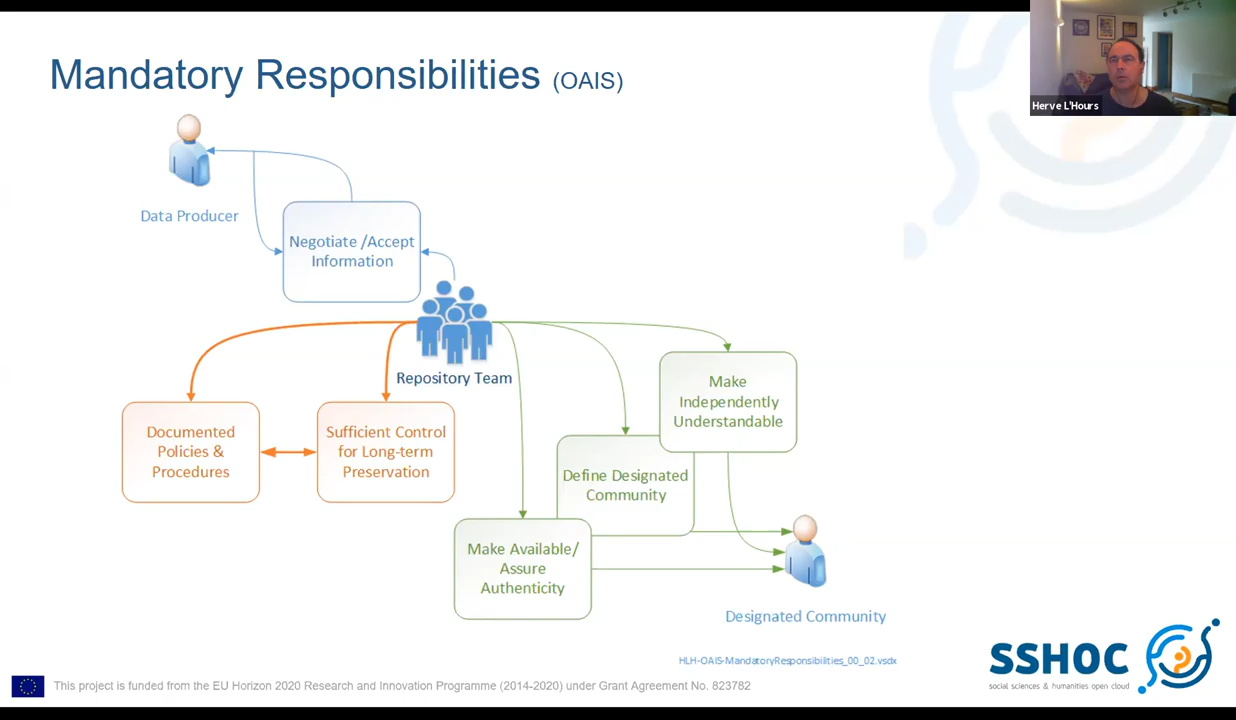 Mandatory Responsibilities (OAIS)
Herve L'Hours
Data Producer
Negotiate /Accept
Information
Repository Team
Documented
Policies &
Procedures
Sufficient Control
for Long-term
Preservation
Make
Independently
Understandable
Define Designated
Community
Make Available/
Assure
Authenticity
Designated Community
HLH-OAIS-MandatoryResponsibilities_00_02.vsdx
SSHOC
social sciences & humanities open cloud
This project is funded from the EU Horizon 2020 Research and Innovation Programme (2014-2020) under Grant Agreement No. 823782